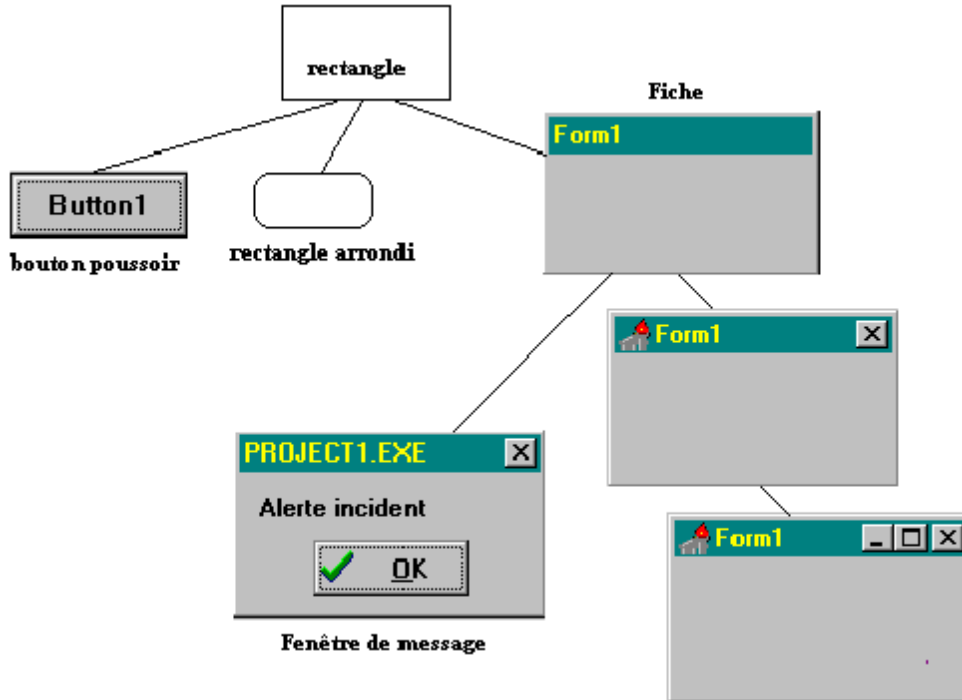 rectangle
Fiche
Form1
Button1
bouton poussoir
rectangle arrondi
Form1
PROJECT1.EXE
Alerte incident
OK
Fenêtre de message
Form1